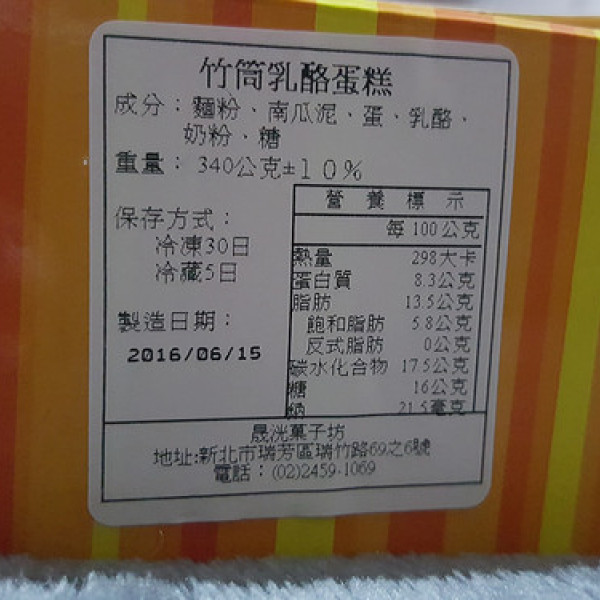 竹筒乳酪蛋糕
成分：麵粉、南瓜泥、蛋、乳酪、
奶粉、糖
重量：340公克±10%
保存方式：
冷凍30日
冷藏5日
製造日期：
2016/06/15
營養標示
每100公克
熱量 298大卡
蛋白質 8.3公克
脂肪 13.5公克
飽和脂肪 5.8公克
反式脂肪 0公克
碳水化合物 17.5公克
糖 16公克
鈉 21.5毫克
晟洸菓子坊
地址:新北市瑞芳區瑞竹路69之6號
電話：(02)2459-1069